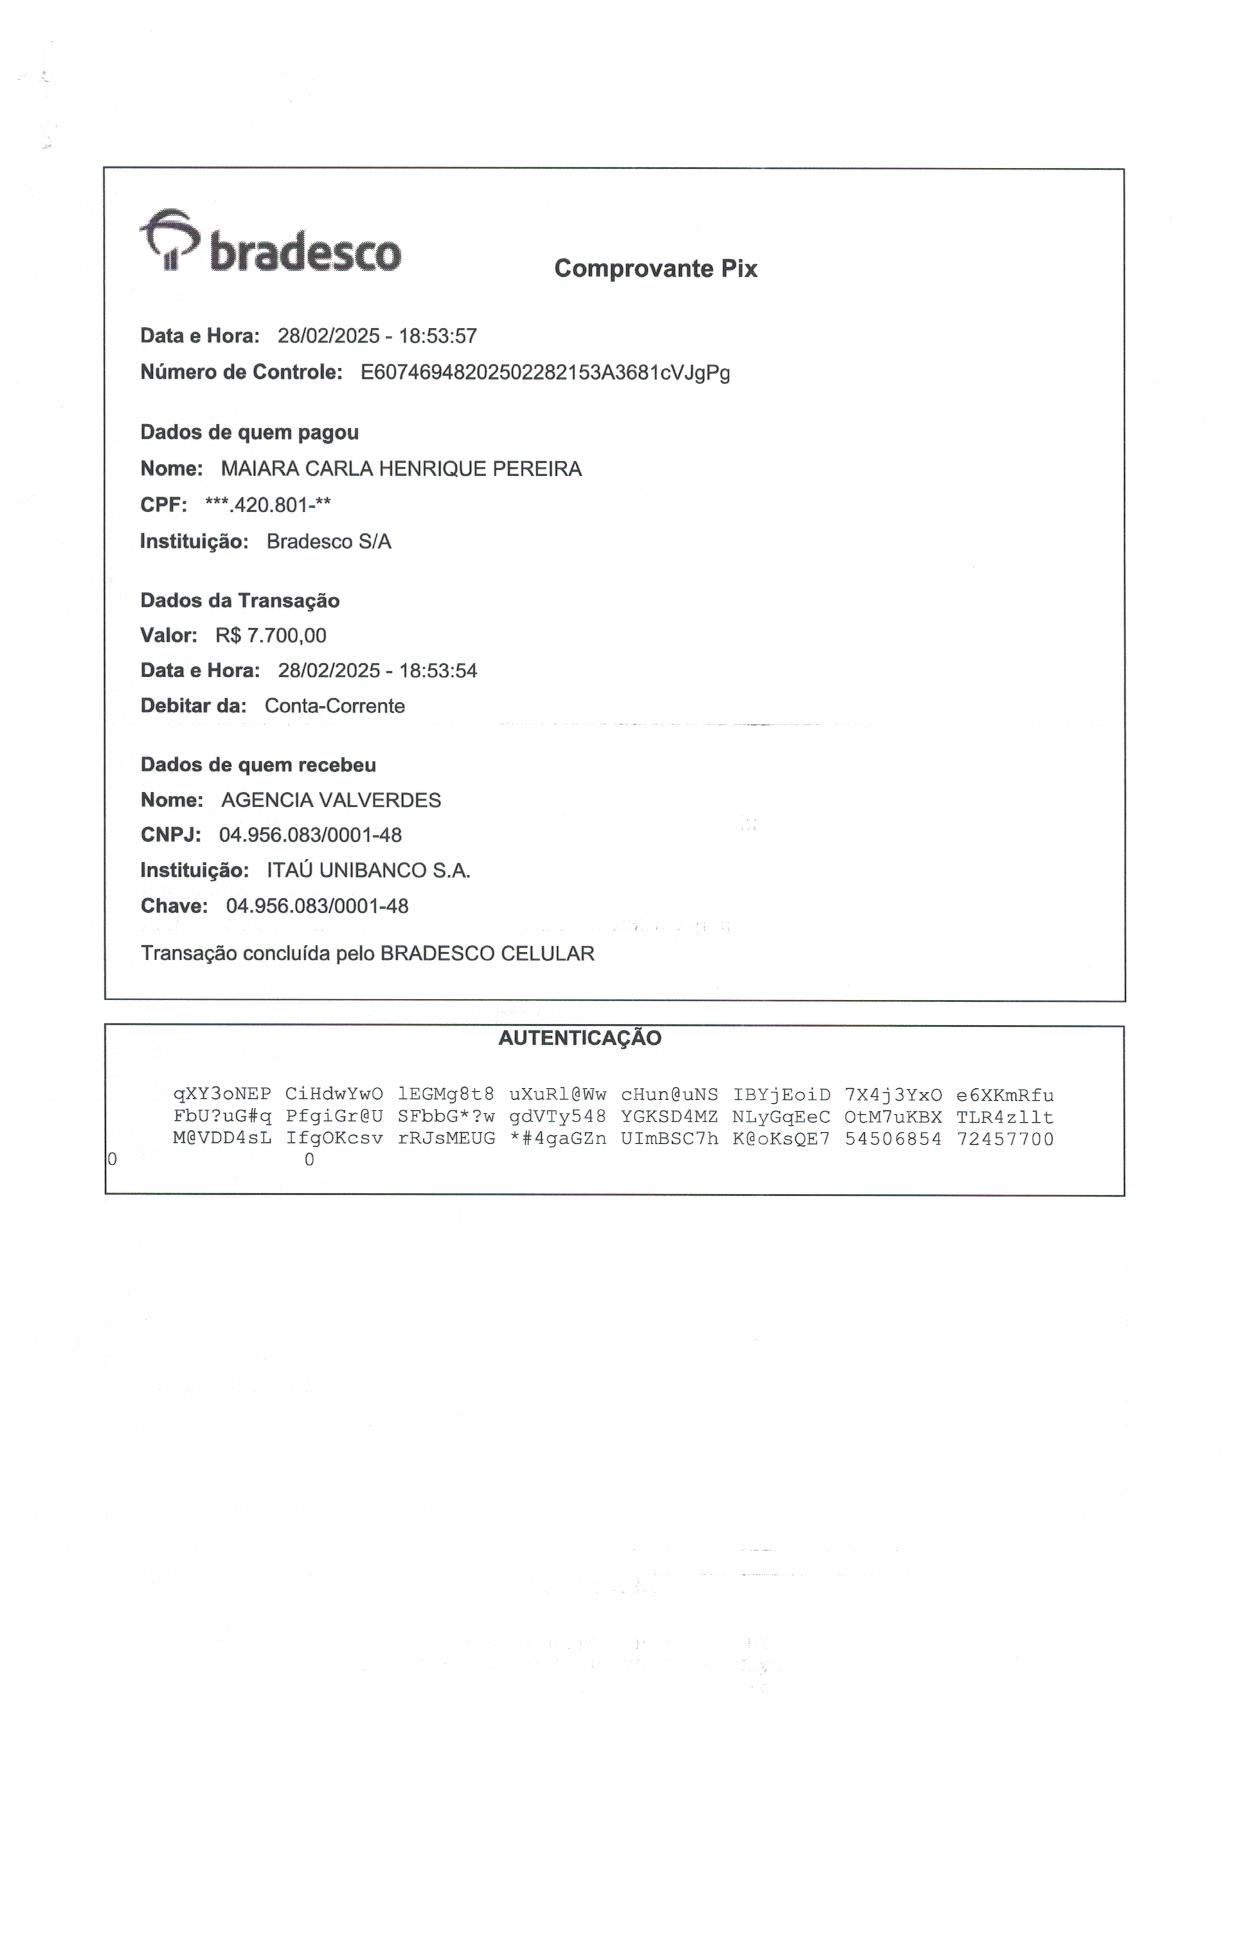 bradesco
Comprovante Pix
Data e Hora: 28/02/2025 - 18:53:57
Número de Controle: E60746948202502282153A3681cVJgPg
Dados de quem pagou
Nome: MAIARA CARLA HENRIQUE PEREIRA
CPF: ***.420.801-**
Instituição: Bradesco S/A
Dados da Transação
Valor: R$ 7.700,00
Data e Hora: 28/02/2025 - 18:53:54
Debitar da: Conta-Corrente
Dados de quem recebeu
Nome: AGENCIA VALVERDES
CNPJ: 04.956.083/0001-48
Instituição: ITAÚ UNIBANCO S.A.
Chave: 04.956.083/0001-48
Transação concluída pelo BRADESCO CELULAR
AUTENTICAÇÃO
qXY3oNEP CiHdwYwO lEGMg8t8 uXuRl@Ww cHun@uNS IBYjEoiD 7X4j3YxO e6XKmRfu
FbU?uG#q PfgiGr@U SFbbG*?w gdVTy548 YGKSD4MZ NLyGqEeC OtM7uKBX TLR4zllt
M@VDD4sL IfgOKcsv rRJsMEUG *#4gaGZn UImBSC7h K@oKsQE7 54506854 72457700
0 0